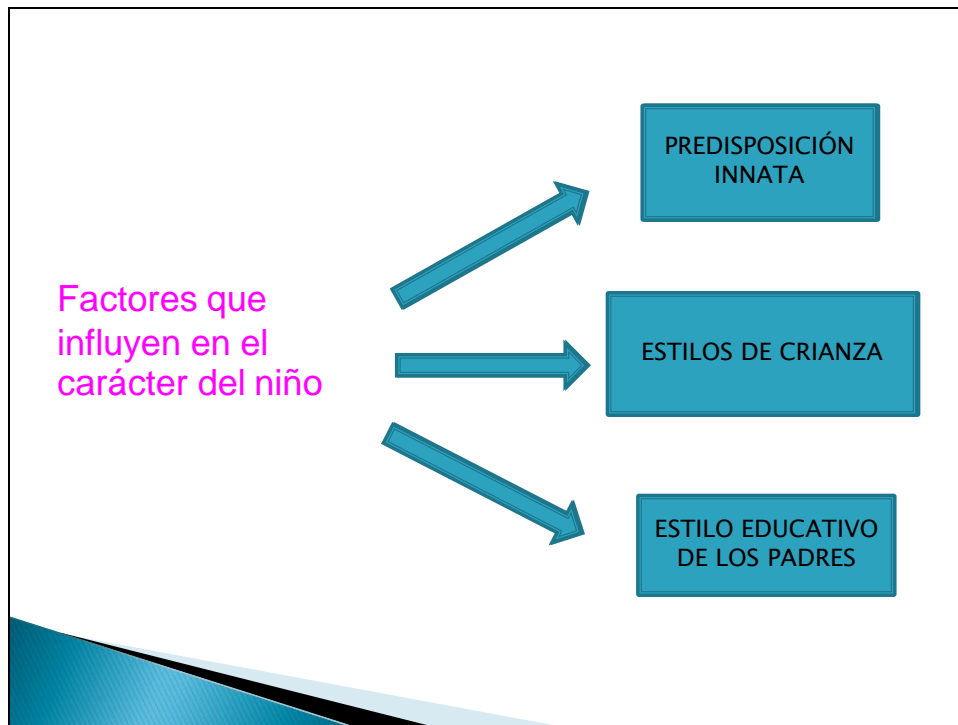 Factores que
influyen en el
carácter del niño
PREDISPOSICIÓN
INNATA
ESTILOS DE CRIANZA
ESTILO EDUCATIVO
DE LOS PADRES